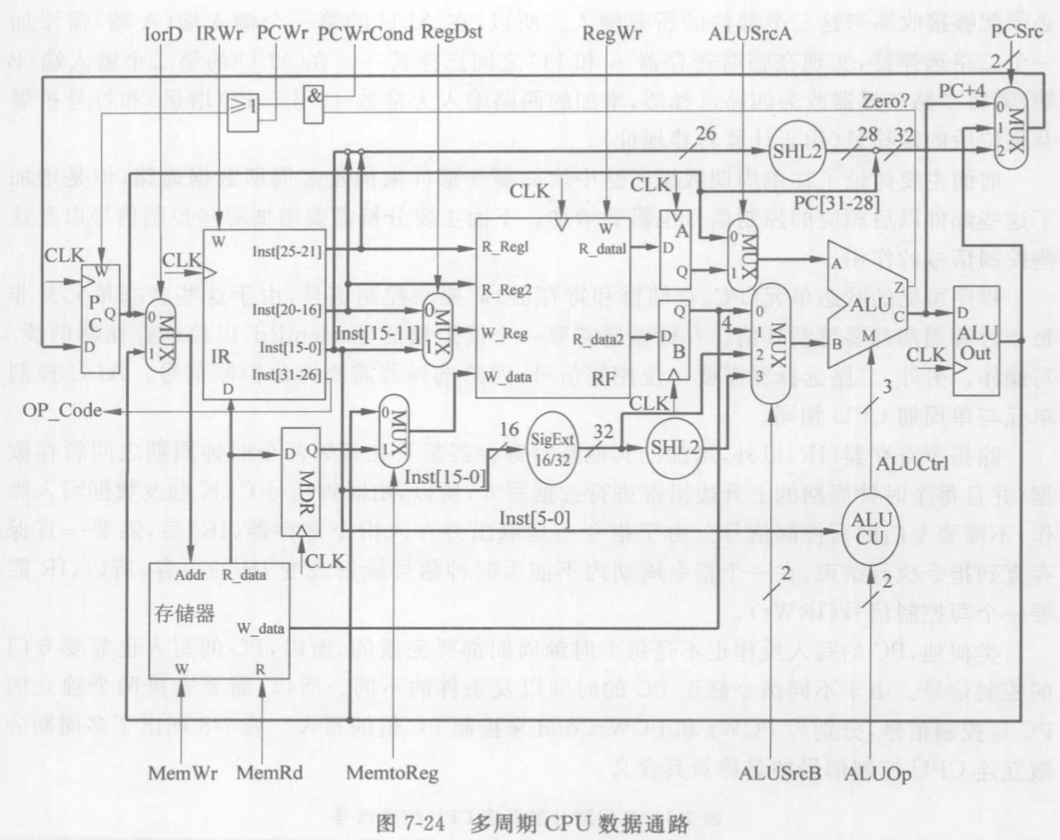 IorD IRWr PCWr PCWrCond RegDst RegWr ALUSrcA PCSrc
2
≥1 & Zero? PC+4
26 28 32 0 1 2 MUX
SHL2
PC[31-28]
CLK CLK
CLK W W A 0 MUX 1
Inst[25-21] R_Reg1 R_data1 D
CLK W A
P Q R_Reg2 Q Z
D C
0 MUX 1 Inst[20-16] 0 MUX 1 Q 4 ALU D ALU
Inst[15-11] W_Reg R_data2 D B 0 1 2 3 MUX B Q Out
IR Inst[15-0] W_data RF CLK
Inst[31-26] CLK 3
D
OP_Code
0 MUX 1 16 SigExt 16/32 32 SHL2
D Q ALUCtrl
MDR Inst[15-0]
Inst[5-0] ALU CU
CLK
Addr R_data 2 2
存储器
W_data
W R
MemWr MemRd MemtoReg ALUSrcB ALUOp
图 7-24 多周期 CPU 数据通路